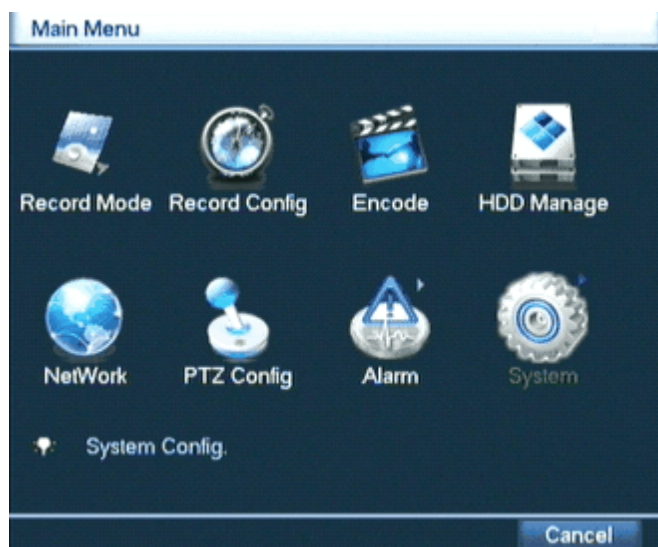 Main Menu
Record Mode Record Config Encode HDD Manage
NetWork PTZ Config Alarm System
System Config.
Cancel